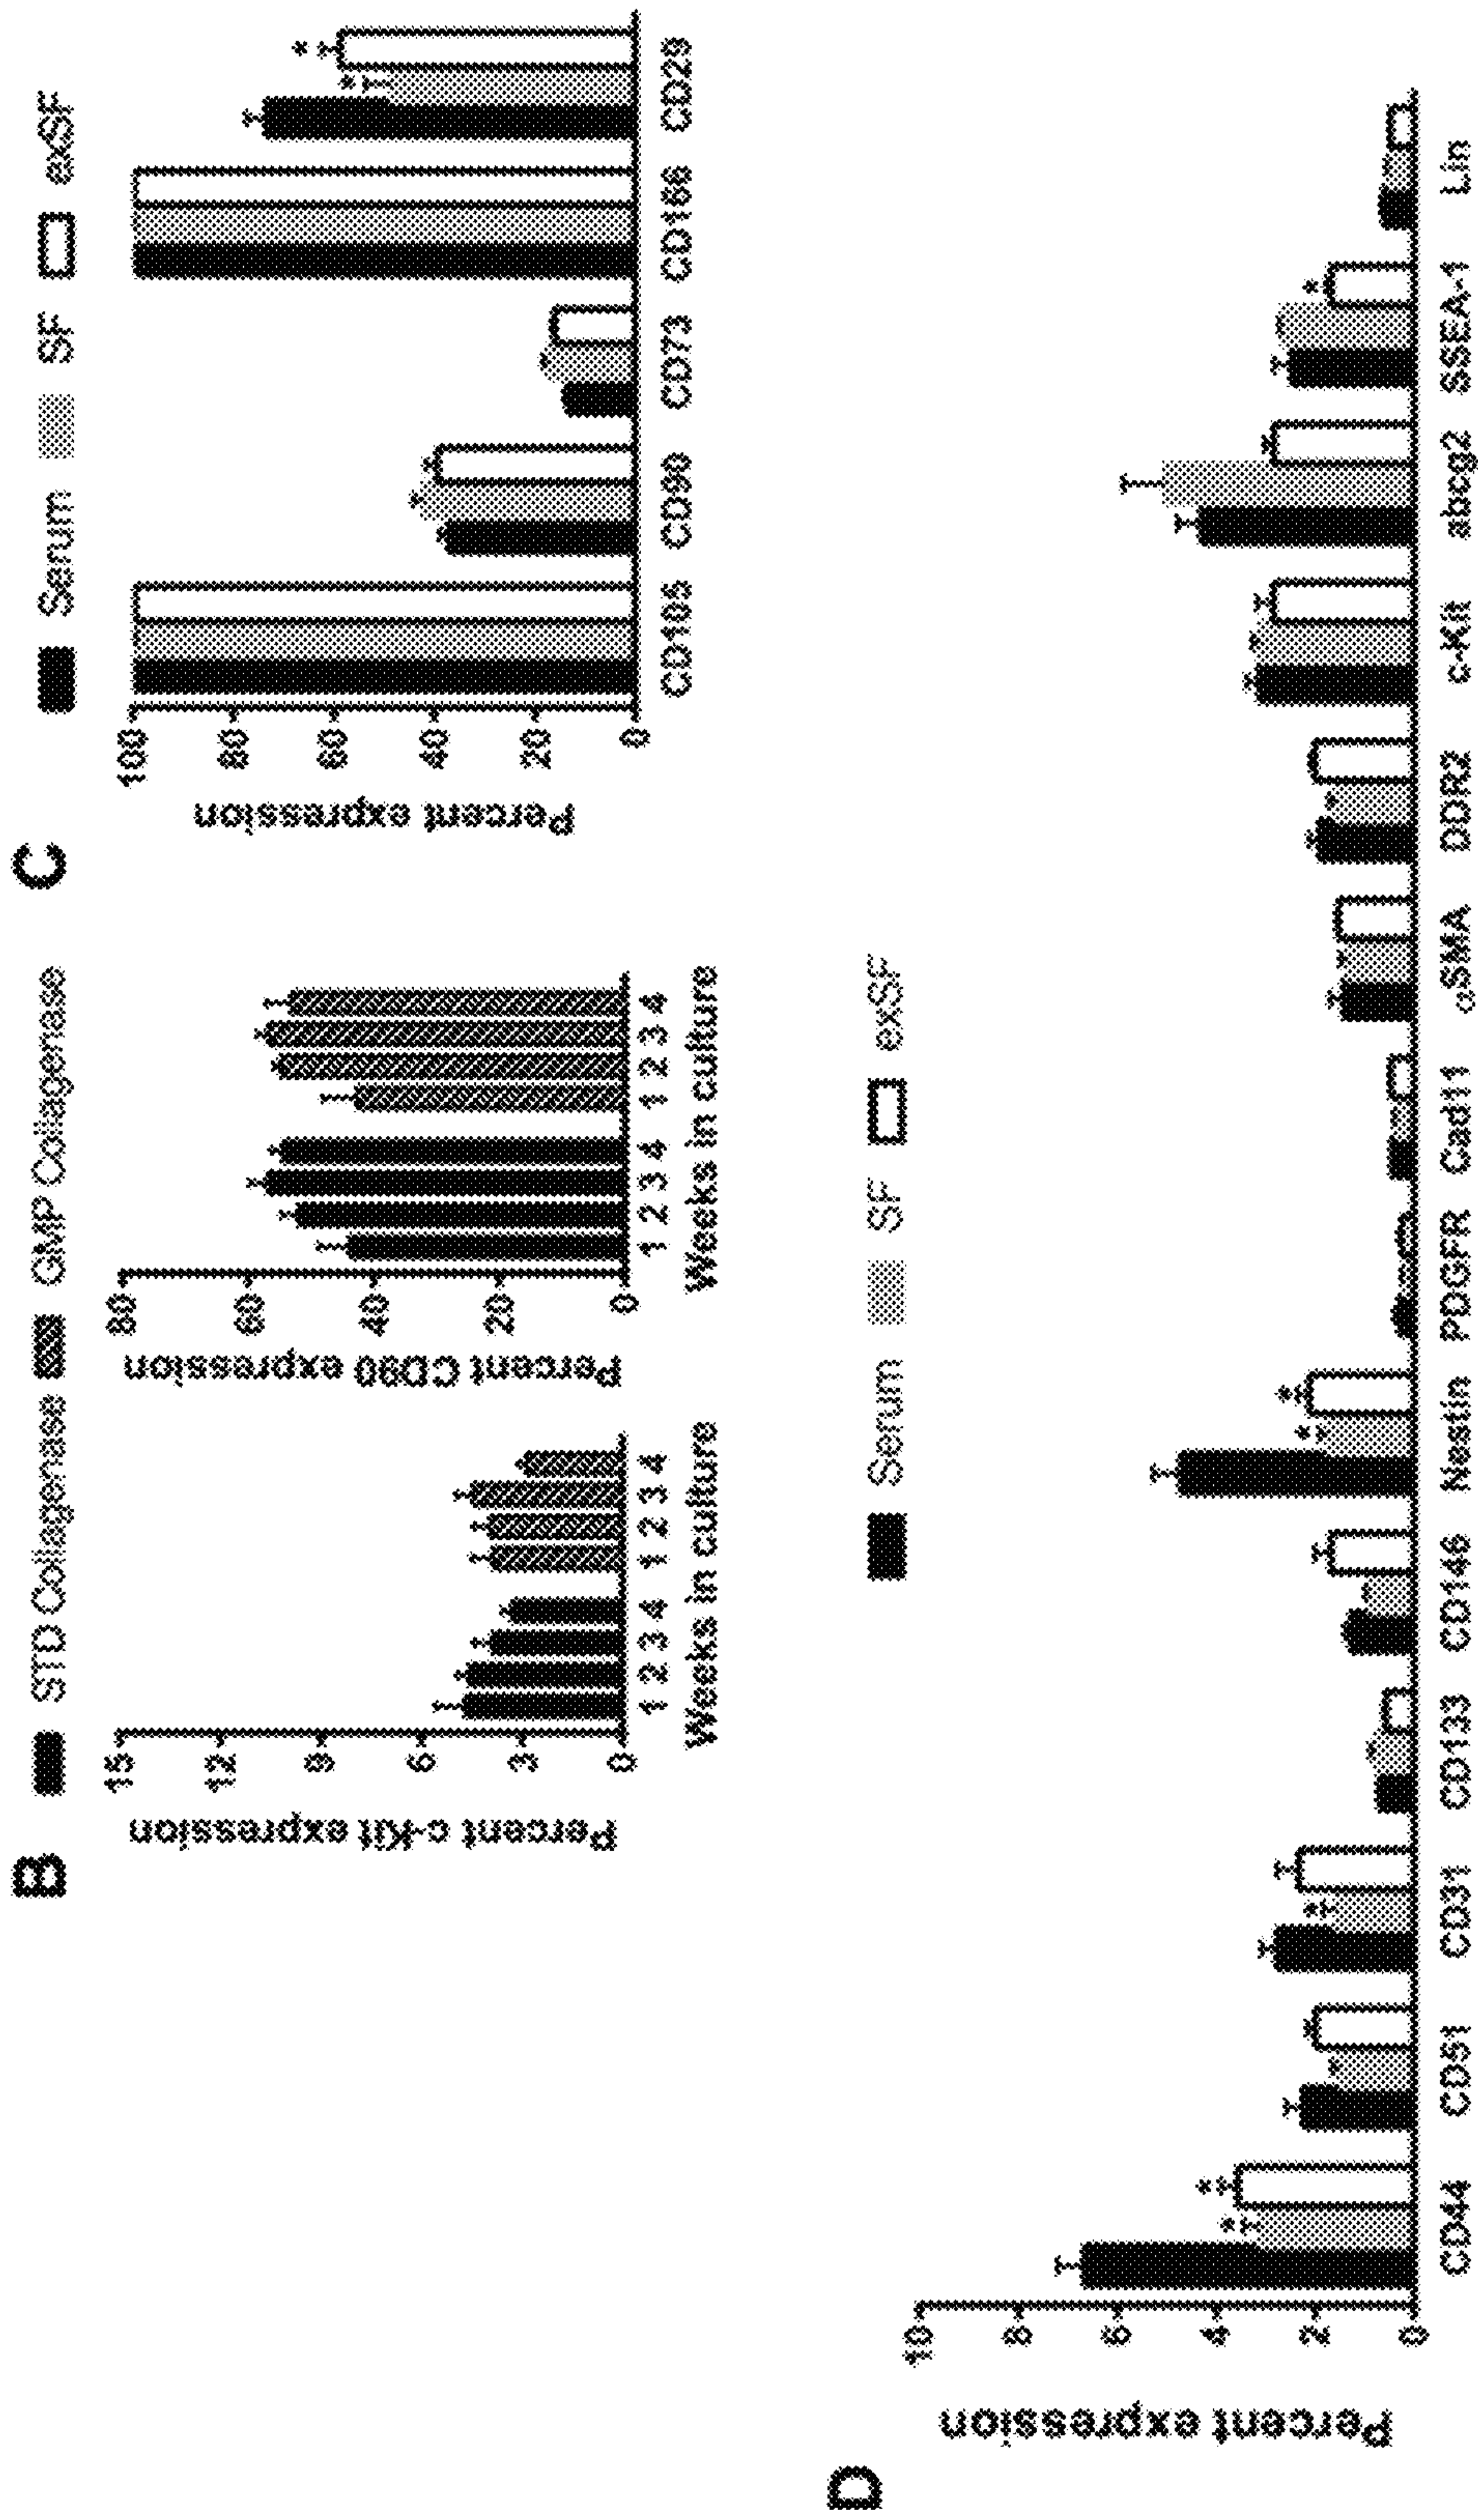 B
STD Collagenase GMP Collagenase
Percent c-Kit expression
15
12
9
6
3
0
1 2 3 4 1 2 3 4
Weeks in culture
Percent CD90 expression
80
60
40
20
0
1 2 3 4 1 2 3 4
Weeks in culture
C
Serum SF exSF
Percent expression
100
80
60
40
20
0
CD105 CD90 CD73 CD166 CD29
* *
D
Serum SF exSF
Percent expression
10
8
6
4
2
0
* * * * * *
CD44 CD51 CD31 CD133 CD146 Nestin PDGFR Cad11 αSMA DDR2 c-Kit abcg2 SSEA-1 Lin